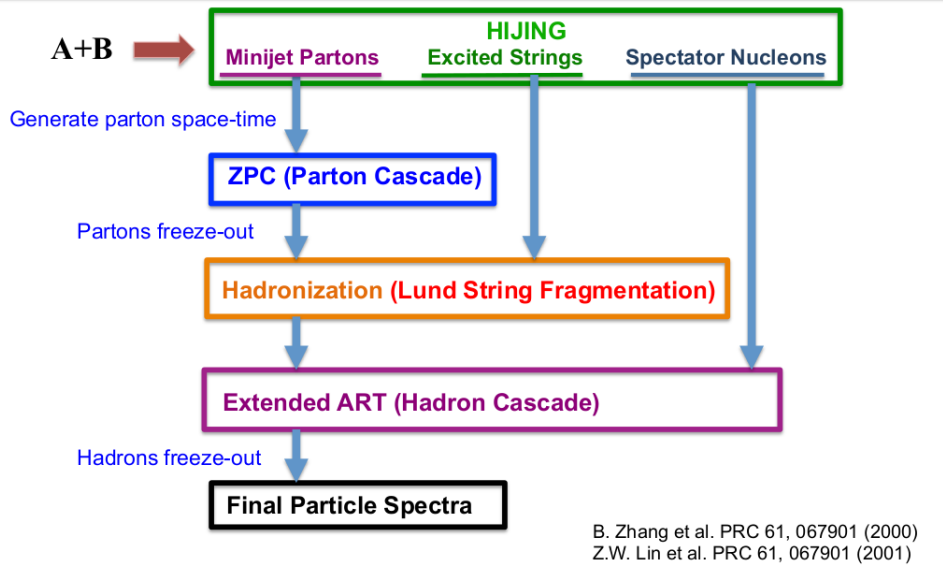 HIJING
A+B
Minijet Partons
Excited Strings
Spectator Nucleons
Generate parton space-time
ZPC (Parton Cascade)
Partons freeze-out
Hadronization (Lund String Fragmentation)
Extended ART (Hadron Cascade)
Hadrons freeze-out
Final Particle Spectra
B. Zhang et al. PRC 61, 067901 (2000)
Z.W. Lin et al. PRC 61, 067901 (2001)